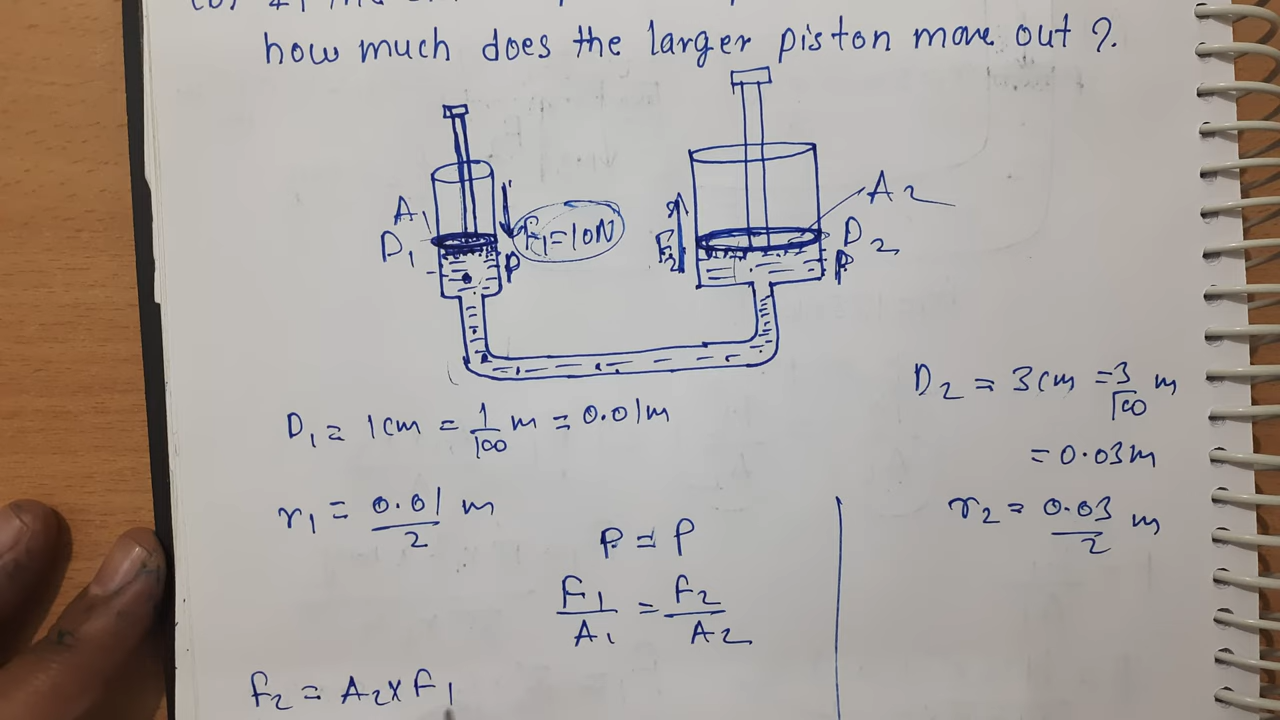 how much does the larger piston move out ?
A1
D1
F1=10N
P
F2
A2
D2
P
D1 = 1cm = 1/100 m = 0.01m
D2 = 3cm = 3/100 m
= 0.03m
r1 = 0.01/2 m
r2 = 0.03/2 m
P = P
F1/A1 = F2/A2
F2 = A2 x F1